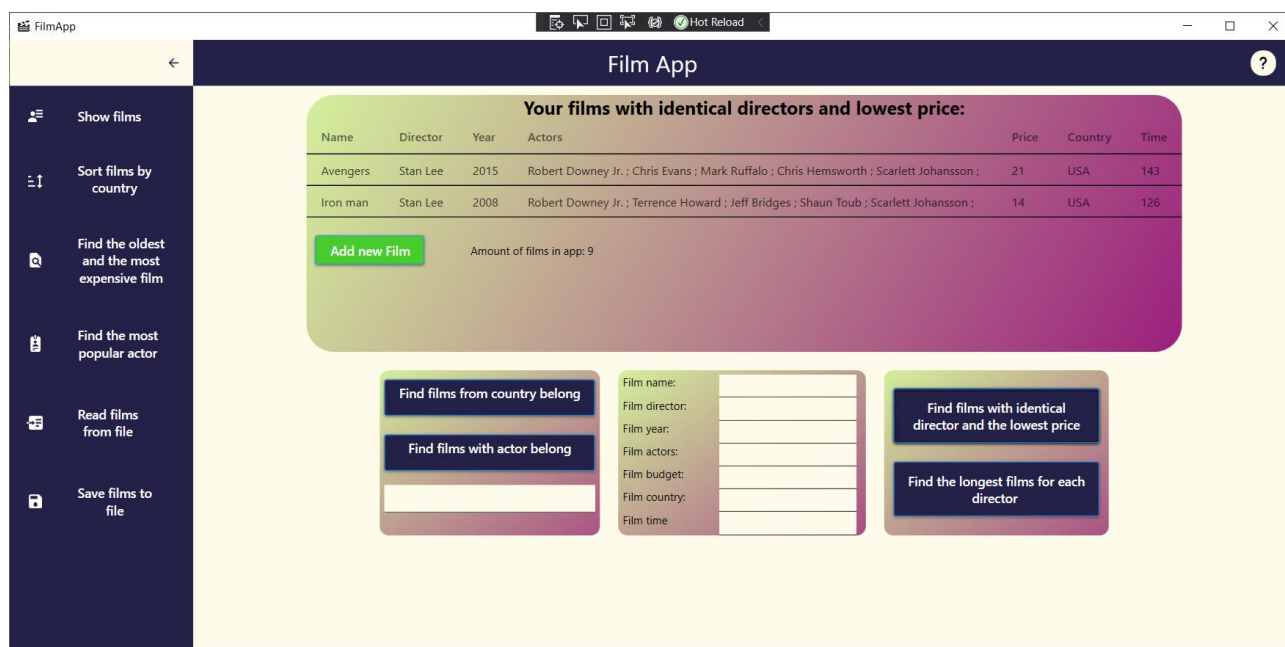 FilmApp
Hot Reload
Film App
?
Show films
Sort films by
country
Find the oldest
and the most
expensive film
Find the most
popular actor
Read films
from file
Save films to
file
Your films with identical directors and lowest price:
Name Director Year Actors Price Country Time
Avengers Stan Lee 2015 Robert Downey Jr. ; Chris Evans ; Mark Ruffalo ; Chris Hemsworth ; Scarlett Johansson ; 21 USA 143
Iron man Stan Lee 2008 Robert Downey Jr. ; Terrence Howard ; Jeff Bridges ; Shaun Toub ; Scarlett Johansson ; 14 USA 126
Add new Film Amount of films in app: 9
Find films from country belong
Find films with actor belong
Film name:
Film director:
Film year:
Film actors:
Film budget:
Film country:
Film time
Find films with identical
director and the lowest price
Find the longest films for each
director